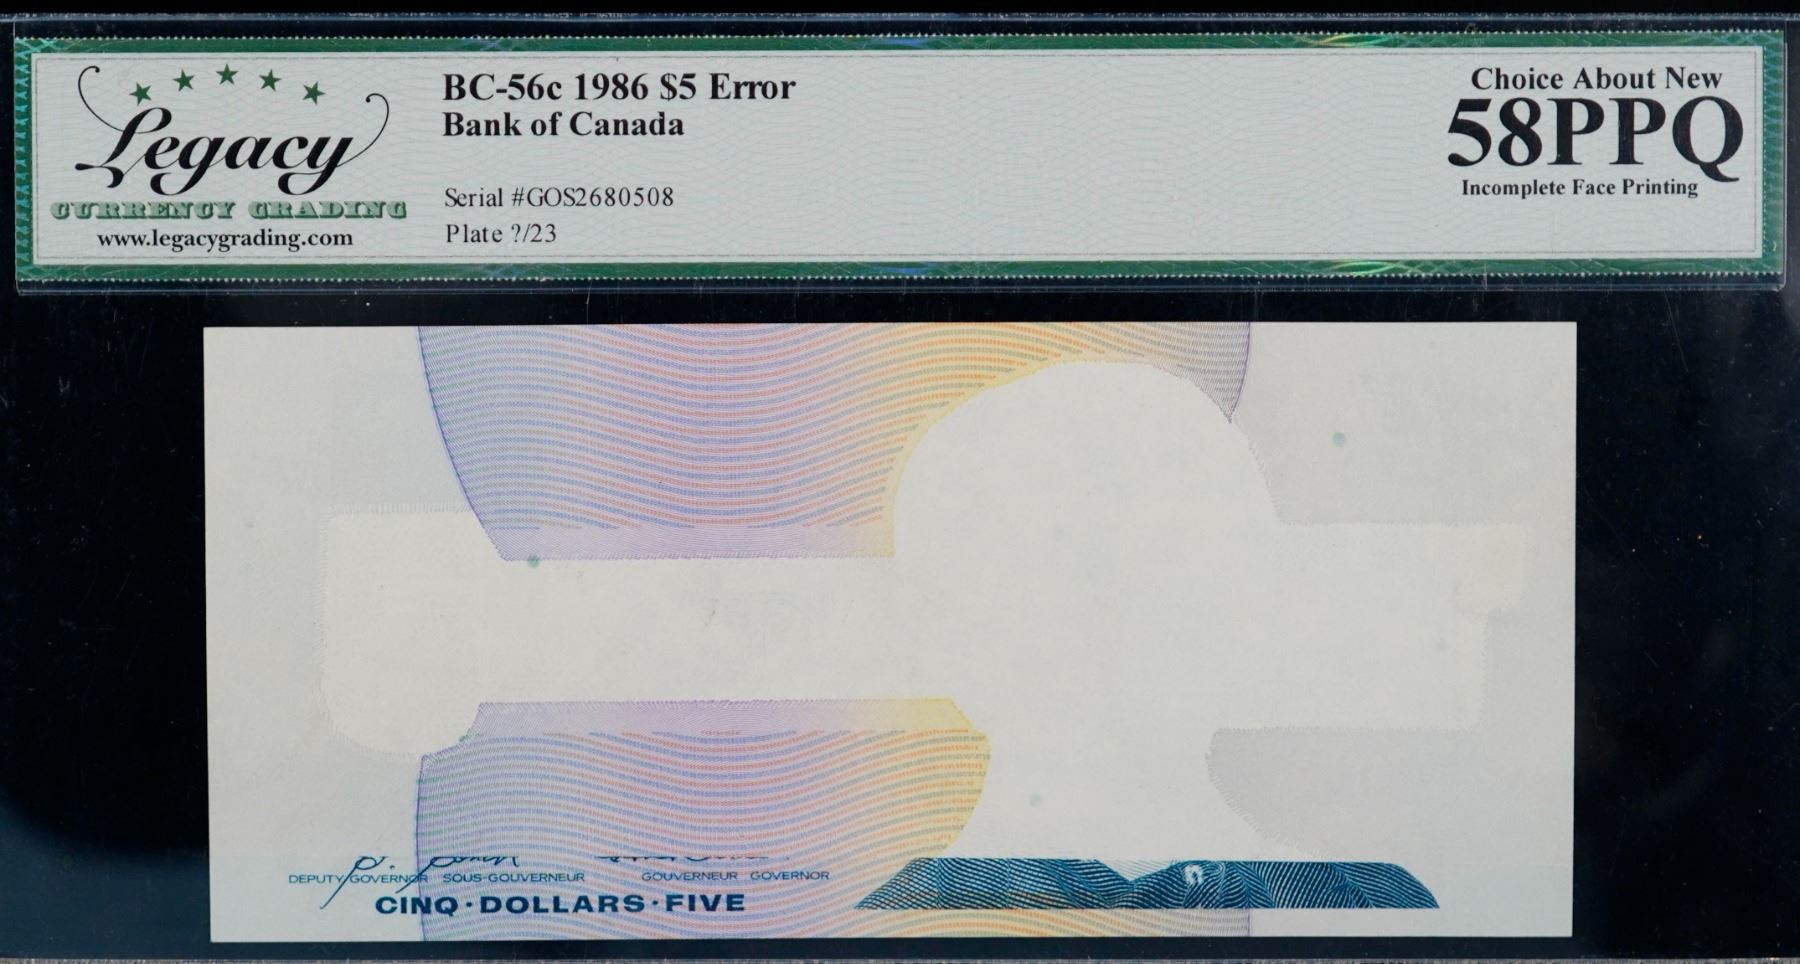 Legacy
CURRENCY GRADING
www.legacygrading.com
BC-56c 1986 $5 Error
Bank of Canada
Serial #GOS2680508
Plate ?/23
Choice About New
58PPQ
Incomplete Face Printing
DEPUTY GOVERNOR SOUS-GOUVERNEUR GOUVERNEUR GOVERNOR
CINQ·DOLLARS·FIVE